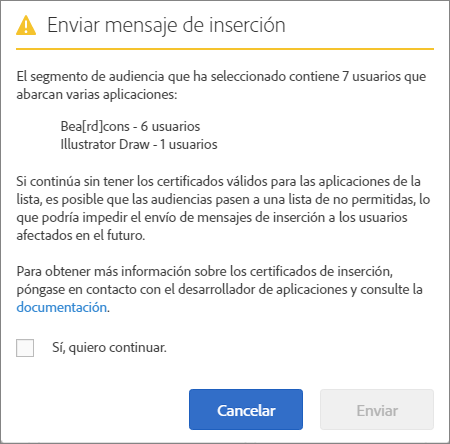 Enviar mensaje de inserción
El segmento de audiencia que ha seleccionado contiene 7 usuarios que
abarcan varias aplicaciones:
Bea[rd]cons - 6 usuarios
Illustrator Draw - 1 usuarios
Si continúa sin tener los certificados válidos para las aplicaciones de la
lista, es posible que las audiencias pasen a una lista de no permitidas, lo
que podría impedir el envío de mensajes de inserción a los usuarios
afectados en el futuro.
Para obtener más información sobre los certificados de inserción,
póngase en contacto con el desarrollador de aplicaciones y consulte la
documentación.
Sí, quiero continuar.
Cancelar
Enviar